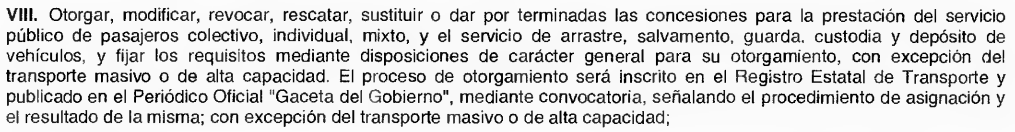 VIII. Otorgar, modificar, revocar, rescatar, sustituir o dar por terminadas las concesiones para la prestación del servicio
público de pasajeros colectivo, individual, mixto, y el servicio de arrastre, salvamento, guarda. custodia y depósito de
vehículos, y fijar los requisitos mediante disposiciones de carácter general para su otorgamiento, con excepción del
transporte masivo o de alta capacidad. El proceso de otorgamiento será inscrito en el Registro Estatal de Transporte y
publicado en el Periódico Oficial "Gaceta del Gobierno", mediante convocatoria, señalando el procedimiento de asignación y
el resultado de la misma; con excepción del transporte masivo o de alta capacidad;